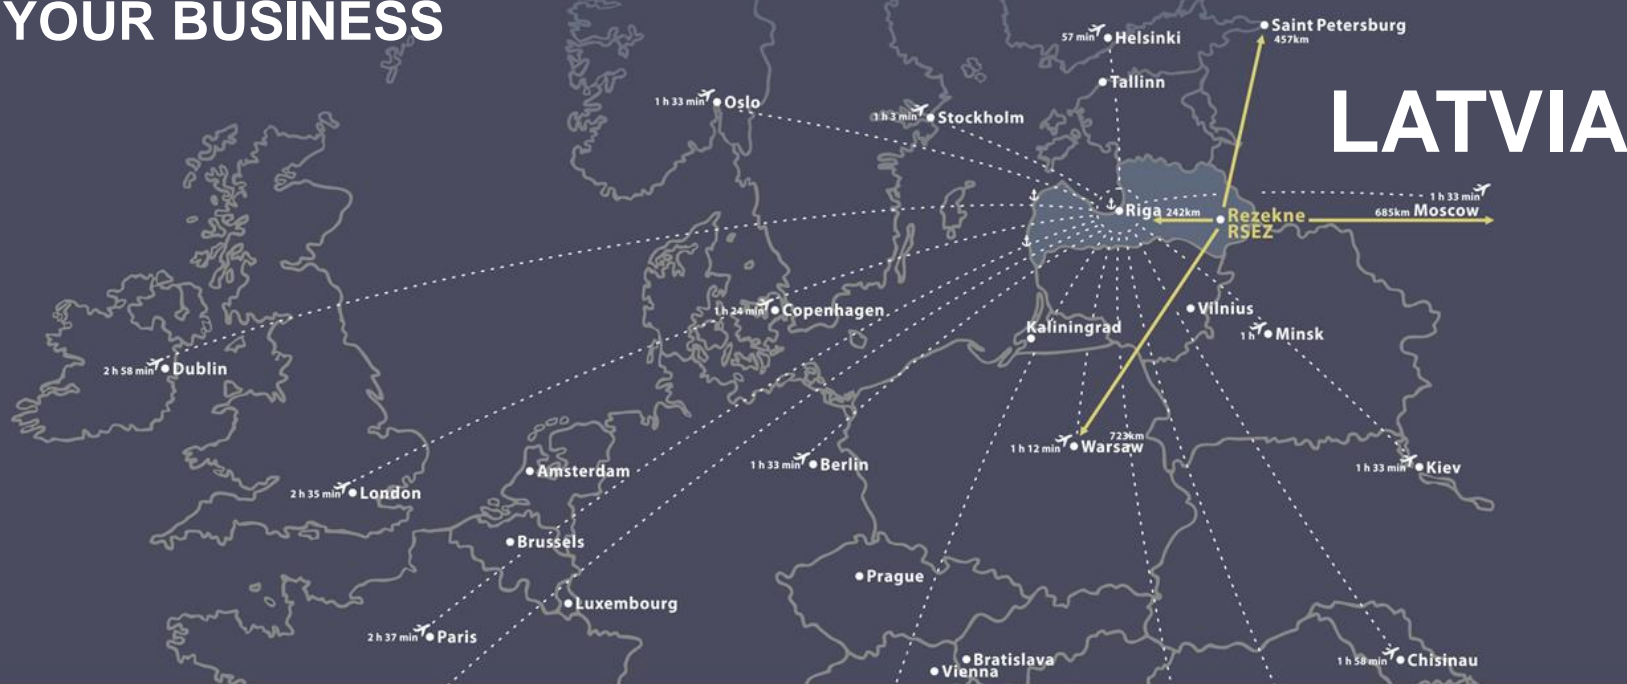 YOUR BUSINESS
Saint Petersburg
457km
57 min Helsinki
Tallinn
LATVIA
1 h 33 min Oslo
1 h 3 min Stockholm
1 h 33 min
Riga 242km
Rezekne
RSEZ
685km Moscow
1 h 24 min Copenhagen
Vilnius
Kaliningrad
1 h Minsk
2 h 58 min Dublin
723km
1 h 12 min Warsaw
1 h 33 min Berlin
1 h 33 min Kiev
Amsterdam
2 h 35 min London
Brussels
Prague
Luxembourg
2 h 37 min Paris
Bratislava
Vienna
1 h 58 min Chisinau